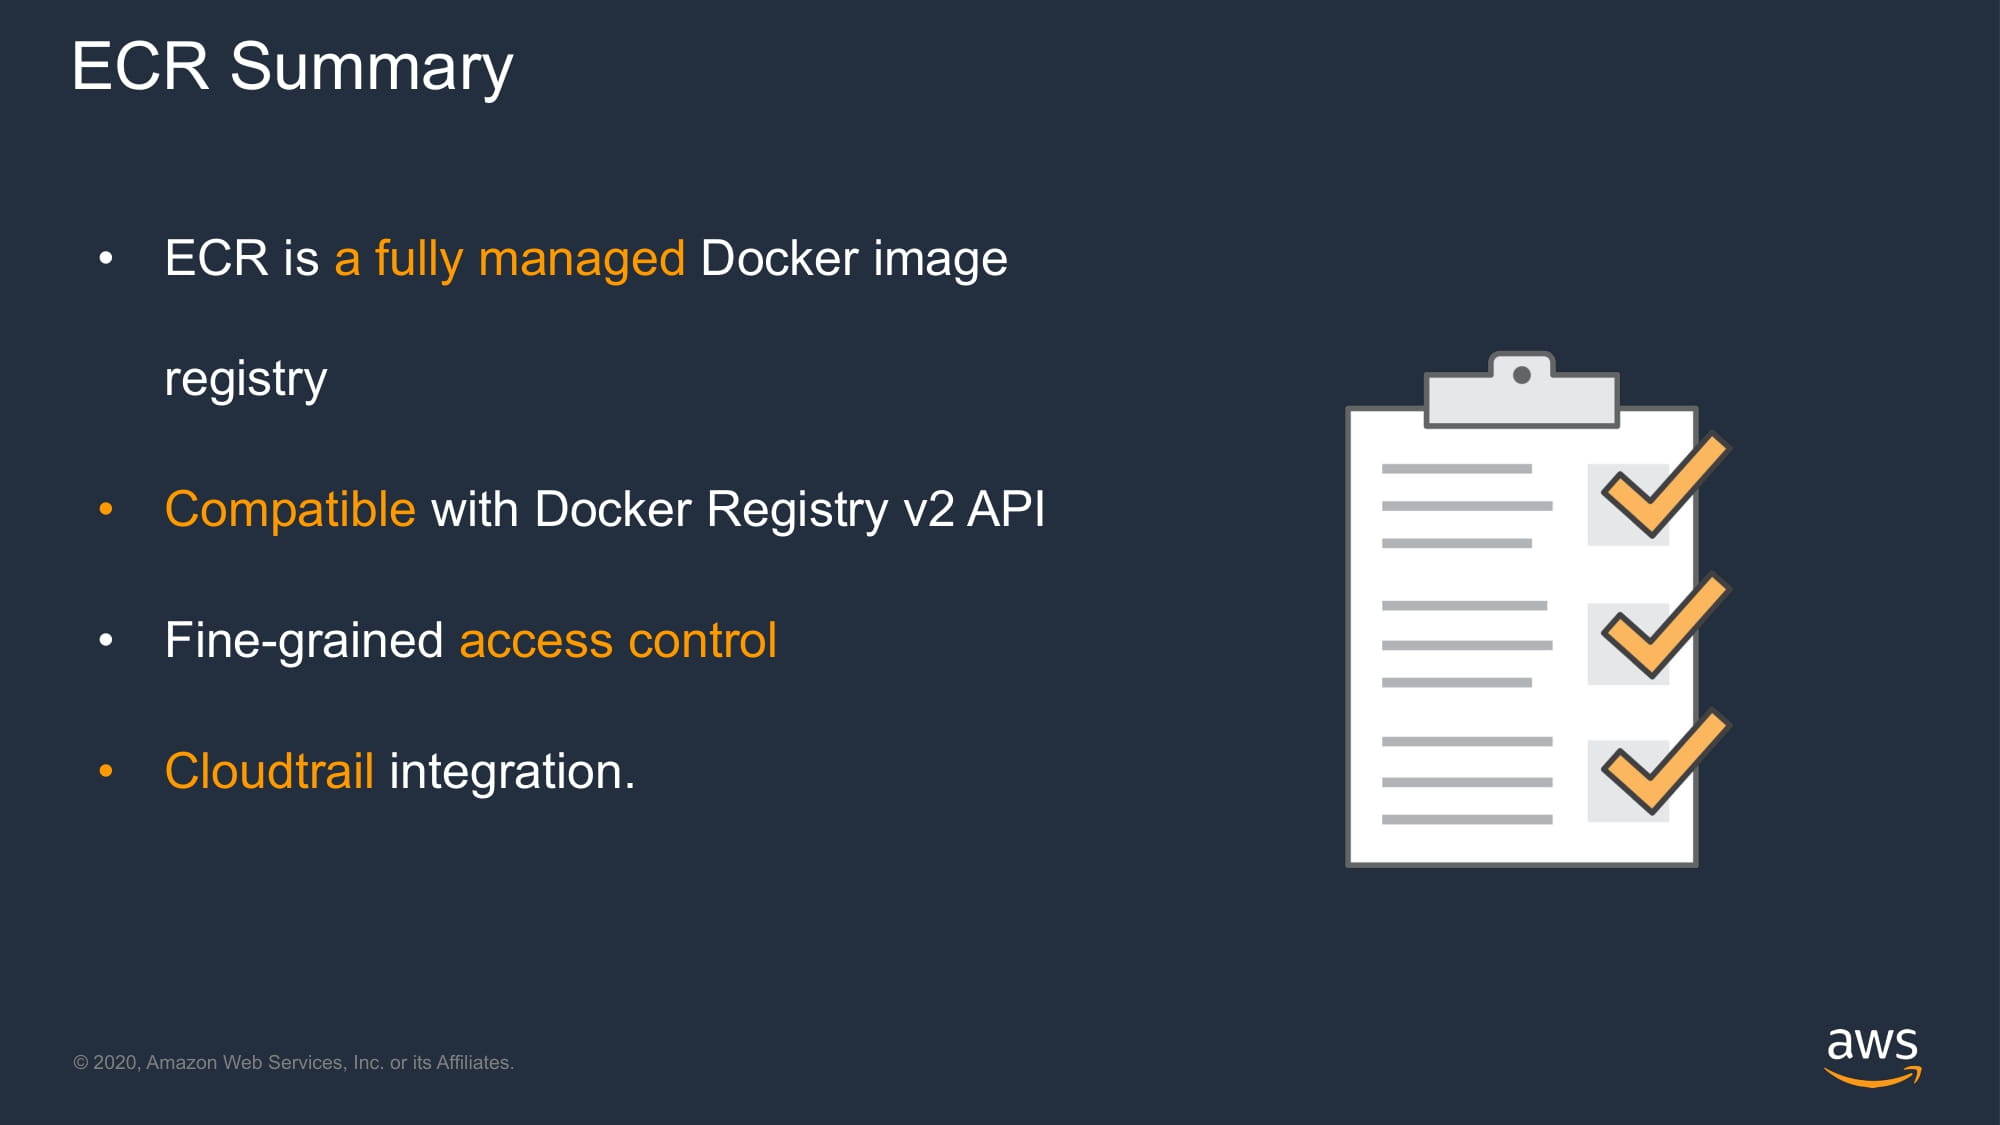 ECR Summary
• ECR is a fully managed Docker image
registry
• Compatible with Docker Registry v2 API
• Fine-grained access control
• Cloudtrail integration.
© 2020, Amazon Web Services, Inc. or its Affiliates.
aws